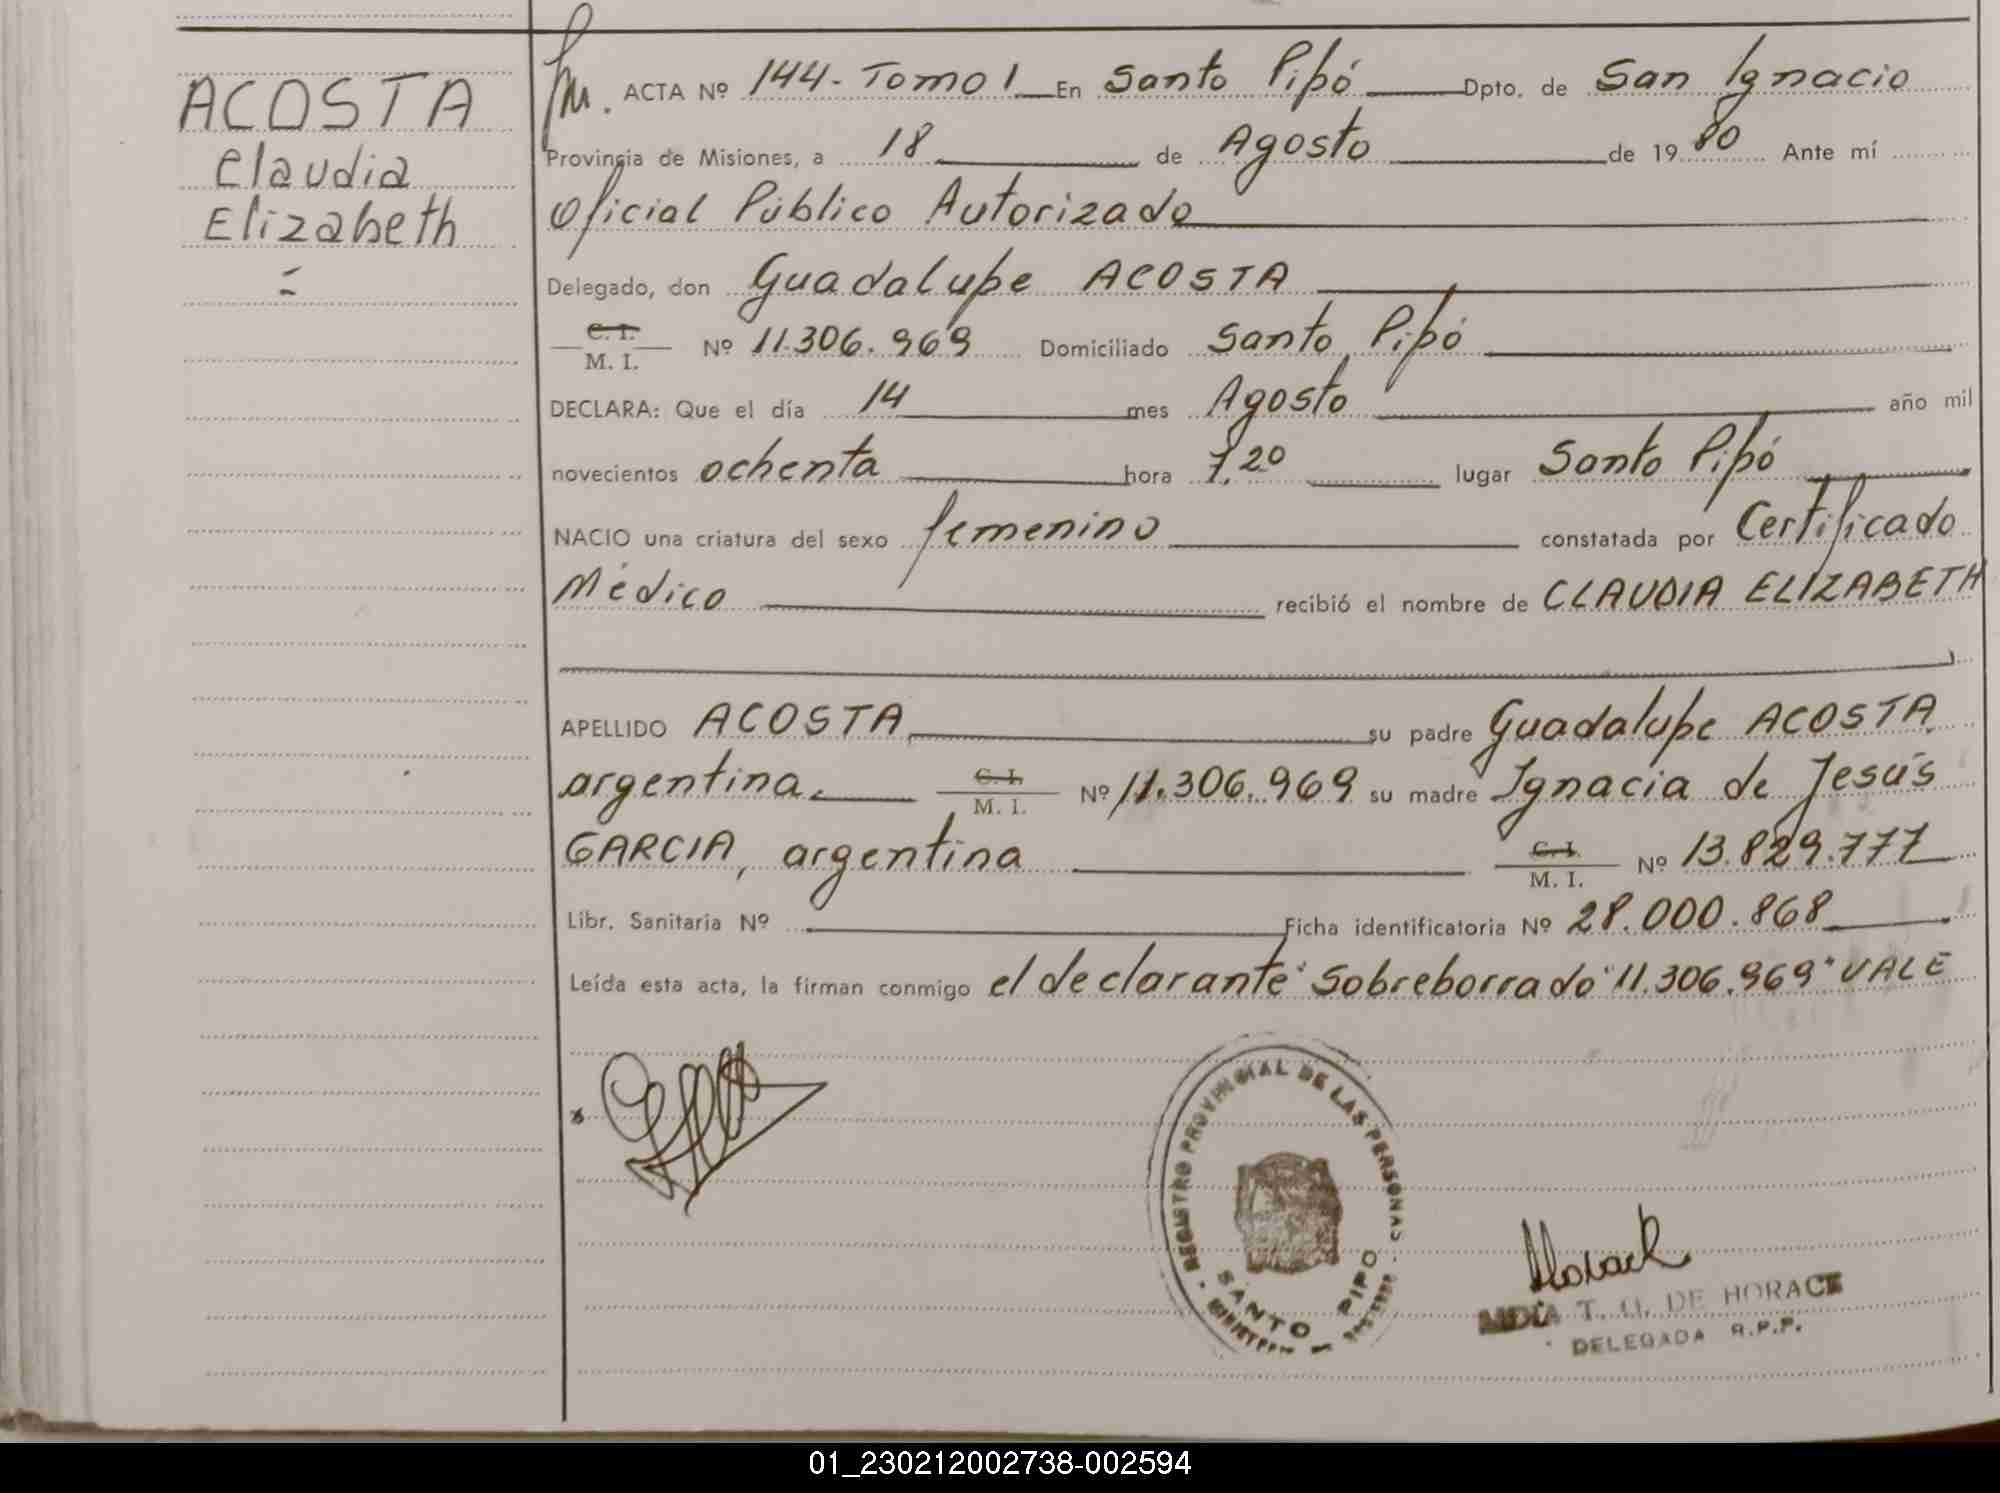 ACOSTA
Claudia
Elizabeth
=
ACTA Nº 144- Tomo I En Santo Pipó Dpto. de San Ignacio
Provincia de Misiones, a 18 de Agosto de 1980 Ante mí
Oficial Público Autorizado
Delegado, don Guadalupe ACOSTA
C. I.
M. I. Nº 11.306.969 Domiciliado Santo Pipó
DECLARA: Que el día 14 mes Agosto año mil
novecientos ochenta hora 7,20 lugar Santo Pipó
NACIO una criatura del sexo femenino constatada por Certificado
Médico recibió el nombre de CLAUDIA ELIZABETH
APELLIDO ACOSTA su padre Guadalupe ACOSTA,
argentina. C. I. M. I. Nº 11.306.969 su madre Ignacia de Jesús
GARCIA, argentina C. I. M. I. Nº 13.829.777
Libr. Sanitaria Nº Ficha identificatoria Nº 28.000.868
Leída esta acta, la firman conmigo el declarante "Sobreborrado "11.306.969" VALE
REGISTRO PROVINCIAL DE LAS PERSONAS
SANTO PIPO
T. DE HORACE
DELEGADA R.P.P.
01_230212002738-002594